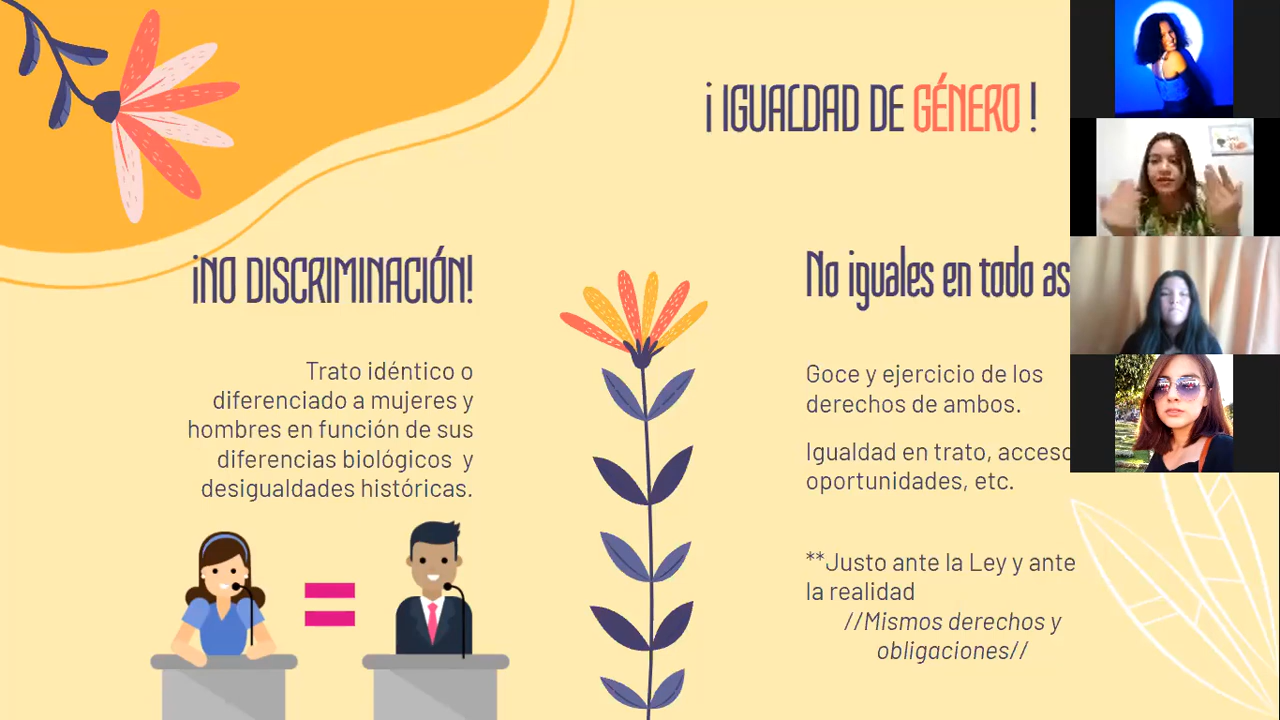 ¡ IGUALDAD DE GÉNERO !
¡NO DISCRIMINACIÓN!
Trato idéntico o
diferenciado a mujeres y
hombres en función de sus
diferencias biológicos y
desigualdades históricas.
No iguales en todo as
Goce y ejercicio de los
derechos de ambos.
Igualdad en trato, acceso
oportunidades, etc.
**Justo ante la Ley y ante
la realidad
//Mismos derechos y
obligaciones//